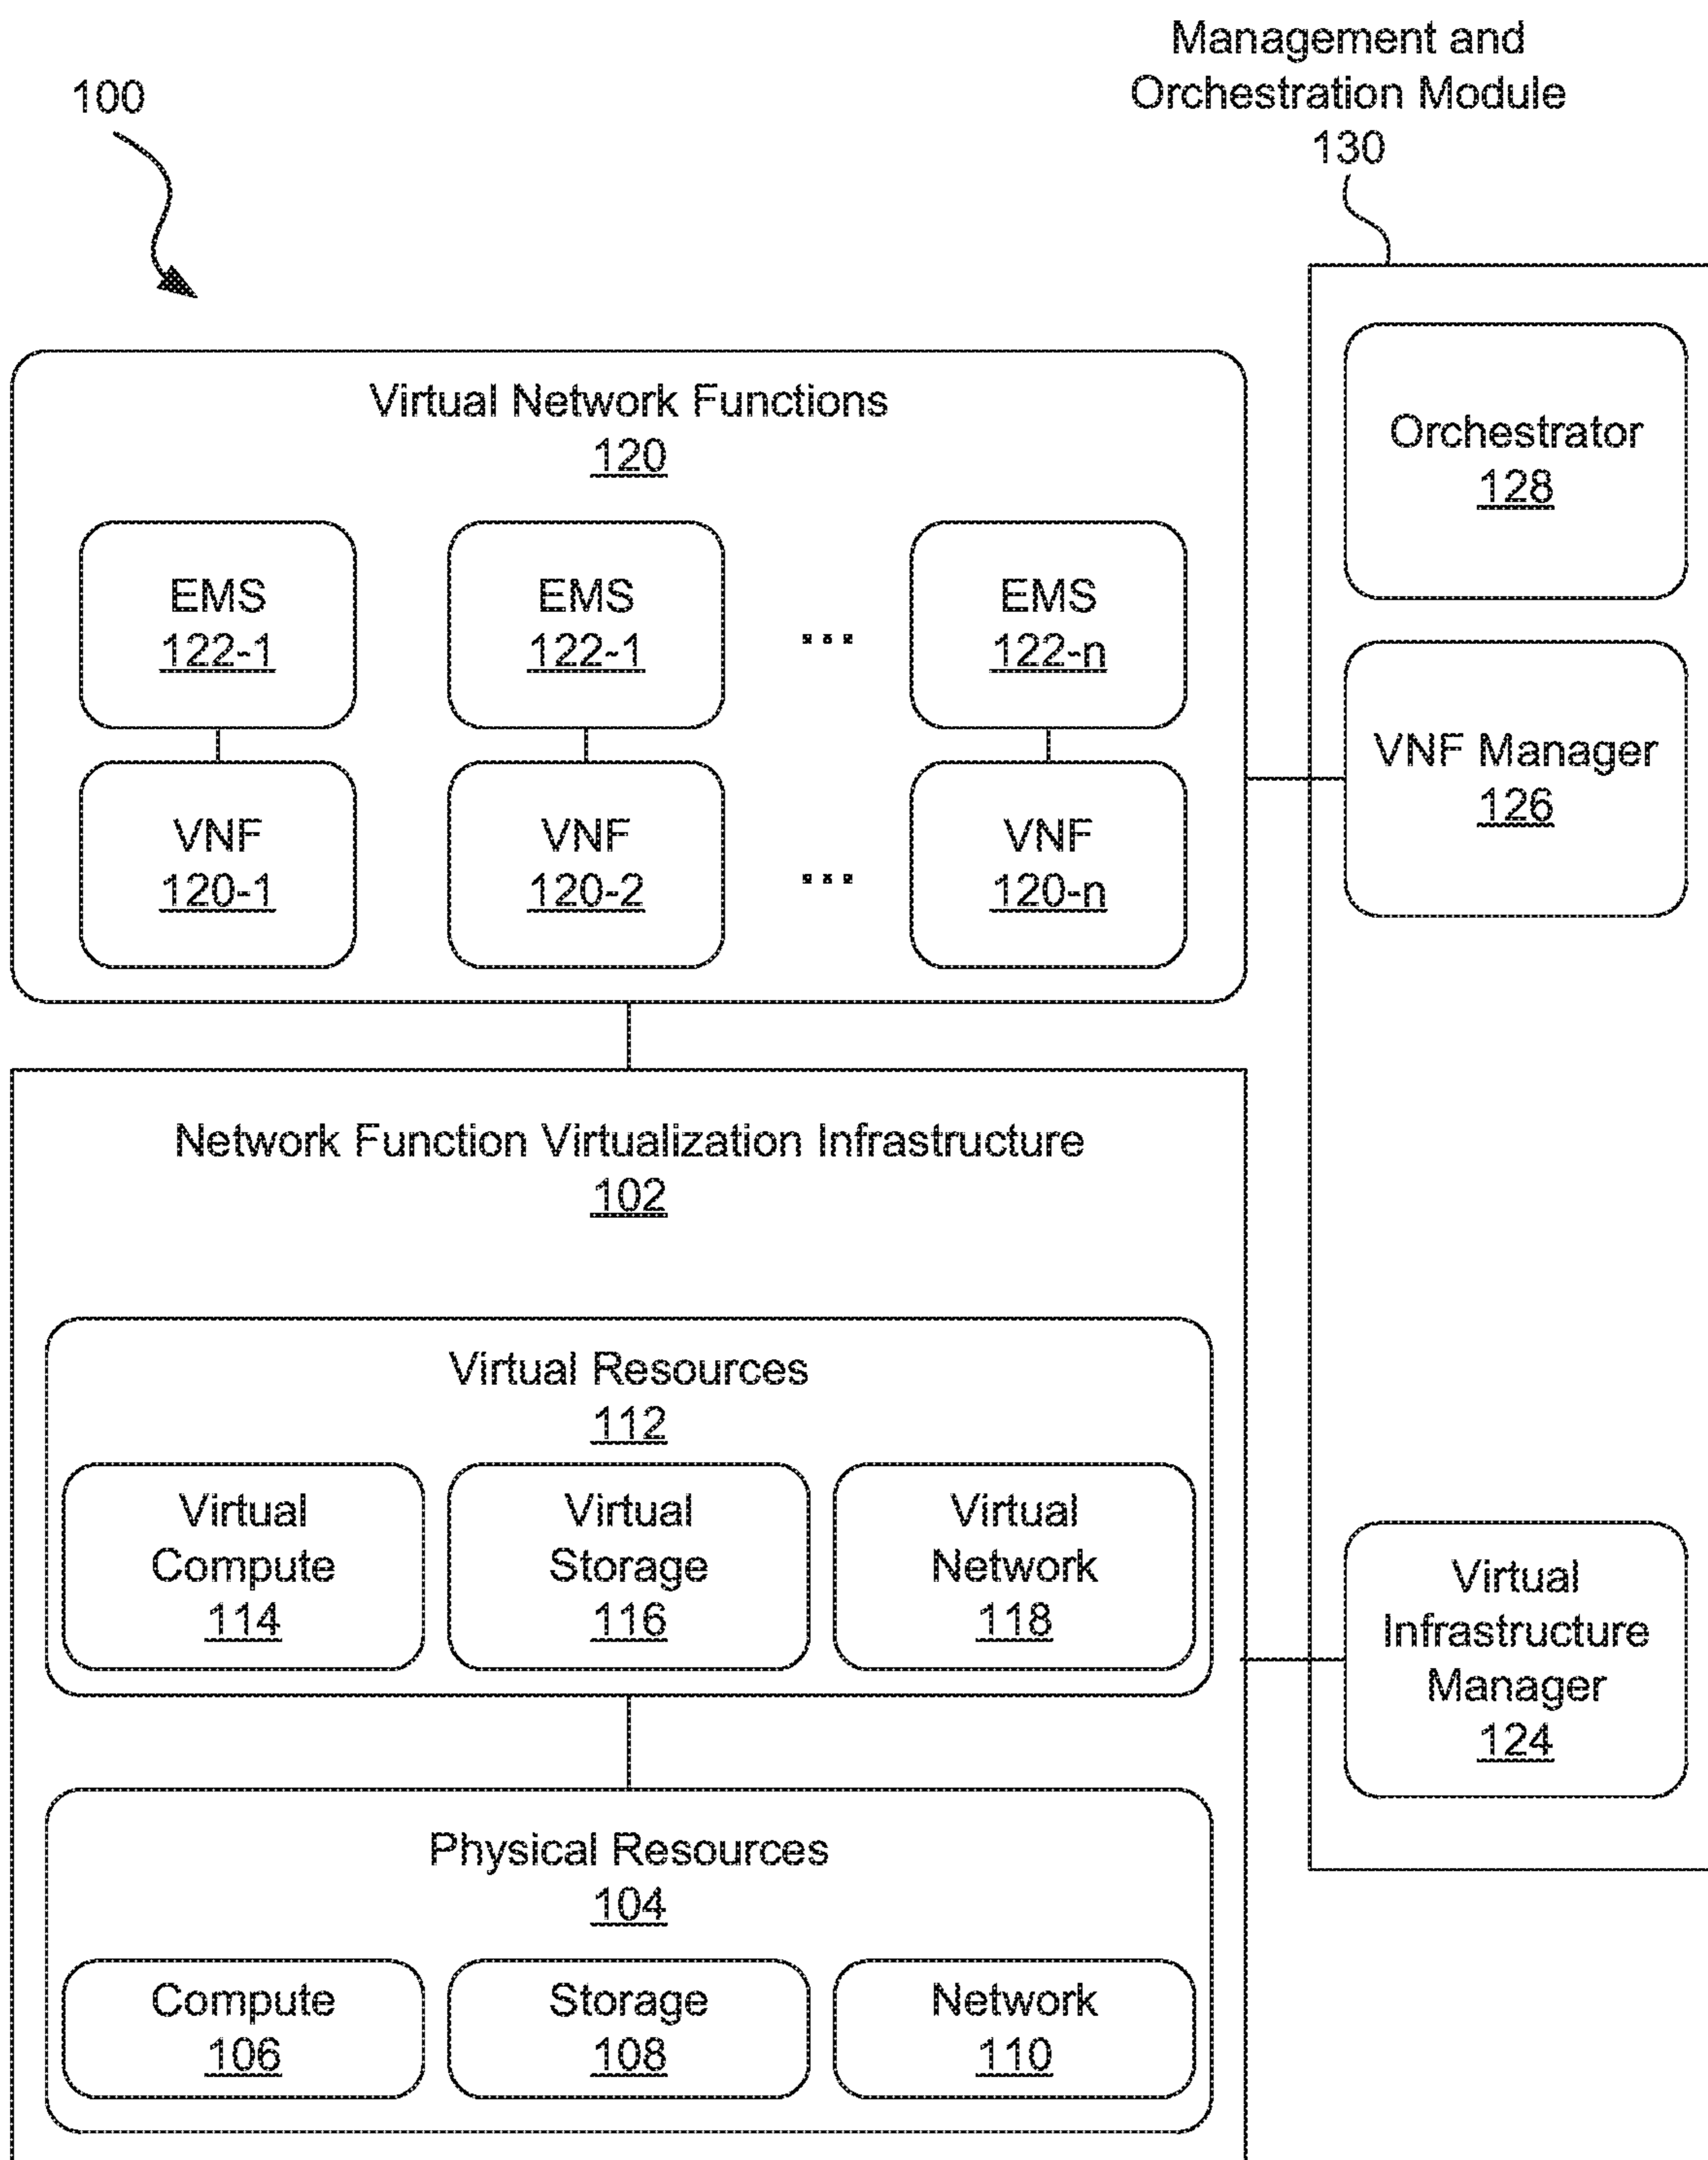 100
Management and
Orchestration Module
130
Virtual Network Functions
120
EMS
122-1
EMS
122-1
...
EMS
122-n
VNF
120-1
VNF
120-2
...
VNF
120-n
Orchestrator
128
VNF Manager
126
Network Function Virtualization Infrastructure
102
Virtual Resources
112
Virtual
Compute
114
Virtual
Storage
116
Virtual
Network
118
Virtual
Infrastructure
Manager
124
Physical Resources
104
Compute
106
Storage
108
Network
110